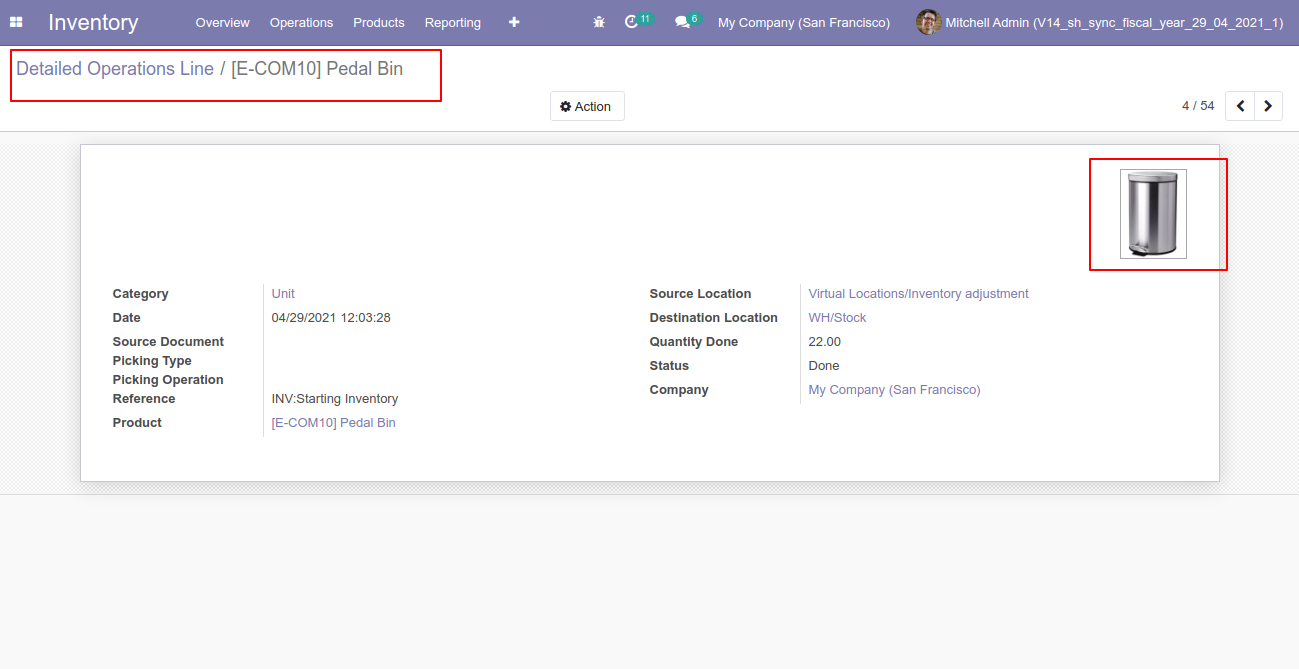 Inventory Overview Operations Products Reporting 11 6 My Company (San Francisco) Mitchell Admin (V14_sh_sync_fiscal_year_29_04_2021_1)
Detailed Operations Line / [E-COM10] Pedal Bin
Action 4 / 54
Category Unit
Date 04/29/2021 12:03:28
Source Document
Picking Type
Picking Operation
Reference INV:Starting Inventory
Product [E-COM10] Pedal Bin
Source Location Virtual Locations/Inventory adjustment
Destination Location WH/Stock
Quantity Done 22.00
Status Done
Company My Company (San Francisco)